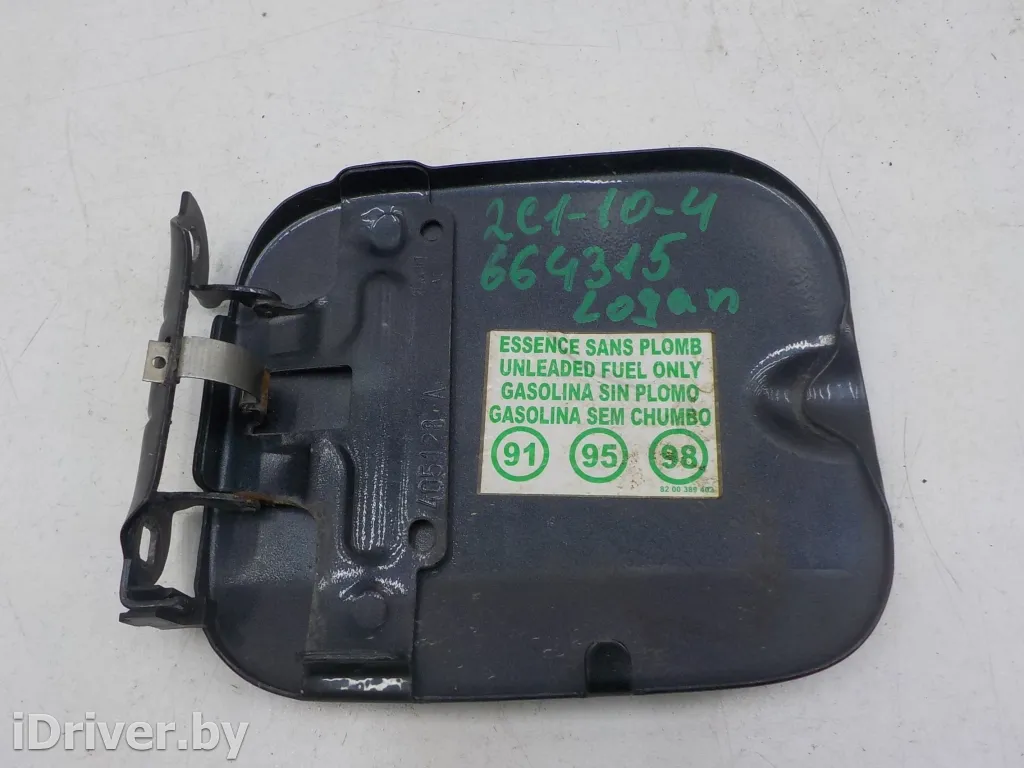 2С1-10-4
664315
Logan
ESSENCE SANS PLOMB
UNLEADED FUEL ONLY
GASOLINA SIN PLOMO
GASOLINA SEM CHUMBO
91 95 98
iDriver.by